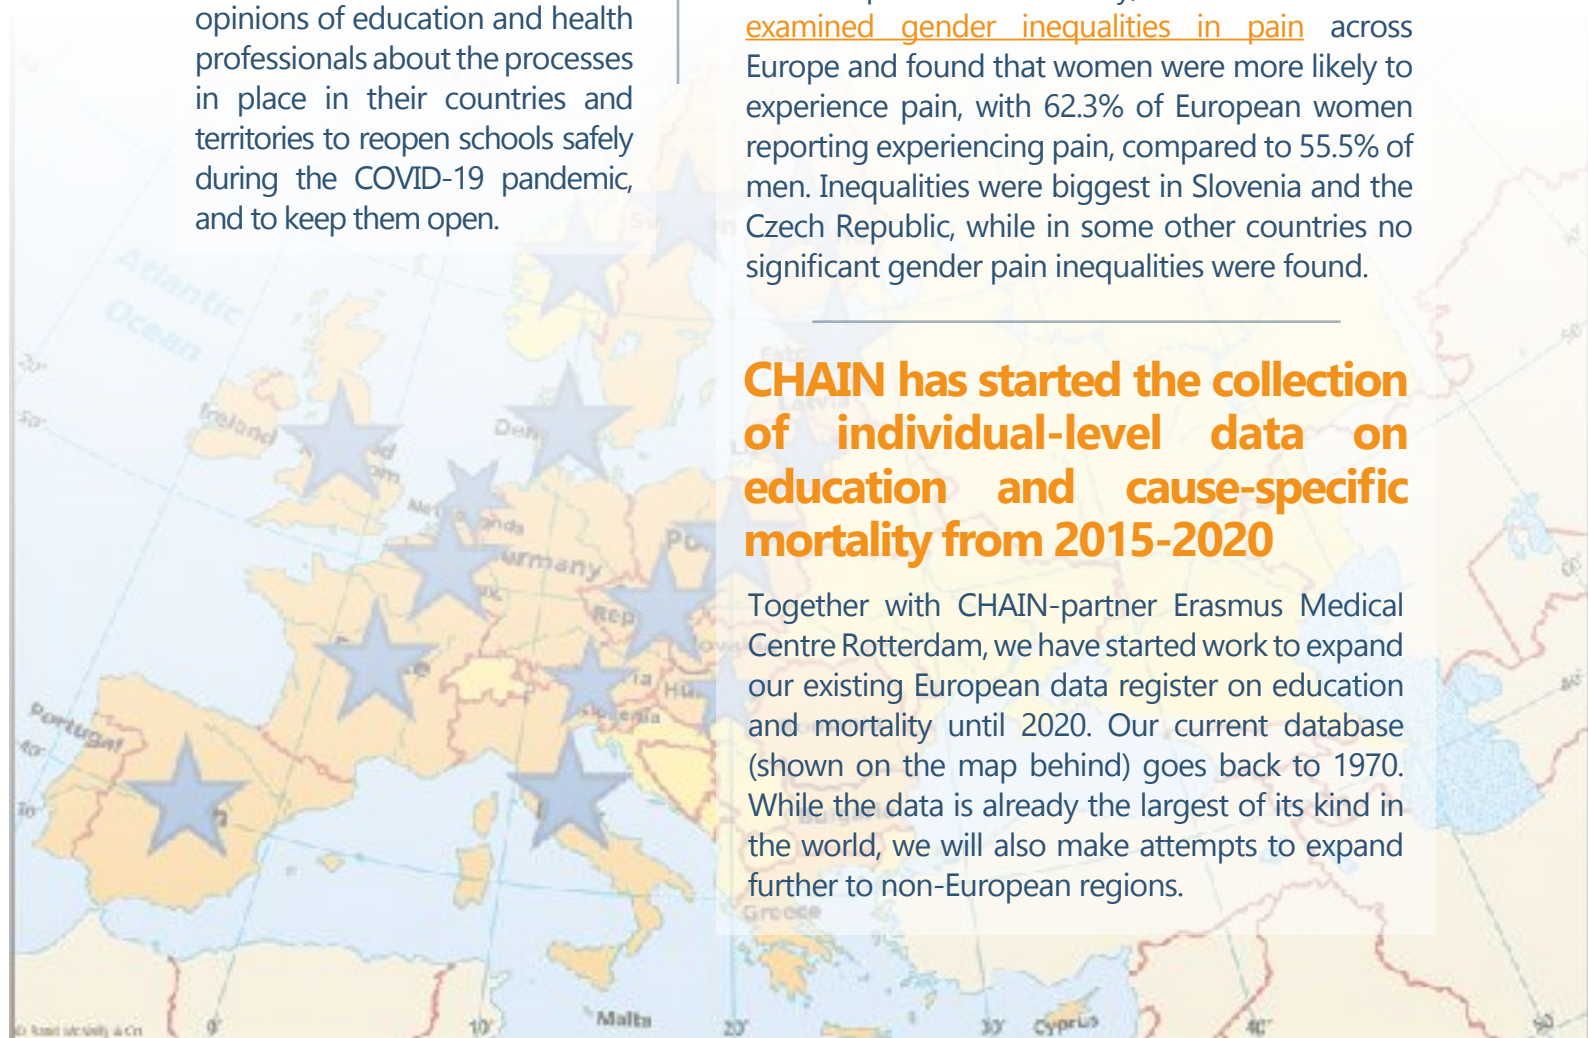 opinions of education and health
professionals about the processes
in place in their countries and
territories to reopen schools safely
during the COVID-19 pandemic,
and to keep them open.
examined gender inequalities in pain across
Europe and found that women were more likely to
experience pain, with 62.3% of European women
reporting experiencing pain, compared to 55.5% of
men. Inequalities were biggest in Slovenia and the
Czech Republic, while in some other countries no
significant gender pain inequalities were found.
CHAIN has started the collection
of individual-level data on
education and cause-specific
mortality from 2015-2020
Together with CHAIN-partner Erasmus Medical
Centre Rotterdam, we have started work to expand
our existing European data register on education
and mortality until 2020. Our current database
(shown on the map behind) goes back to 1970.
While the data is already the largest of its kind in
the world, we will also make attempts to expand
further to non-European regions.
Atlantic
Ocean
Ireland
Portugal
Slovenia
Bulgaria
Greece
Malta
Cyprus
0°
10°
20°
30°
40°